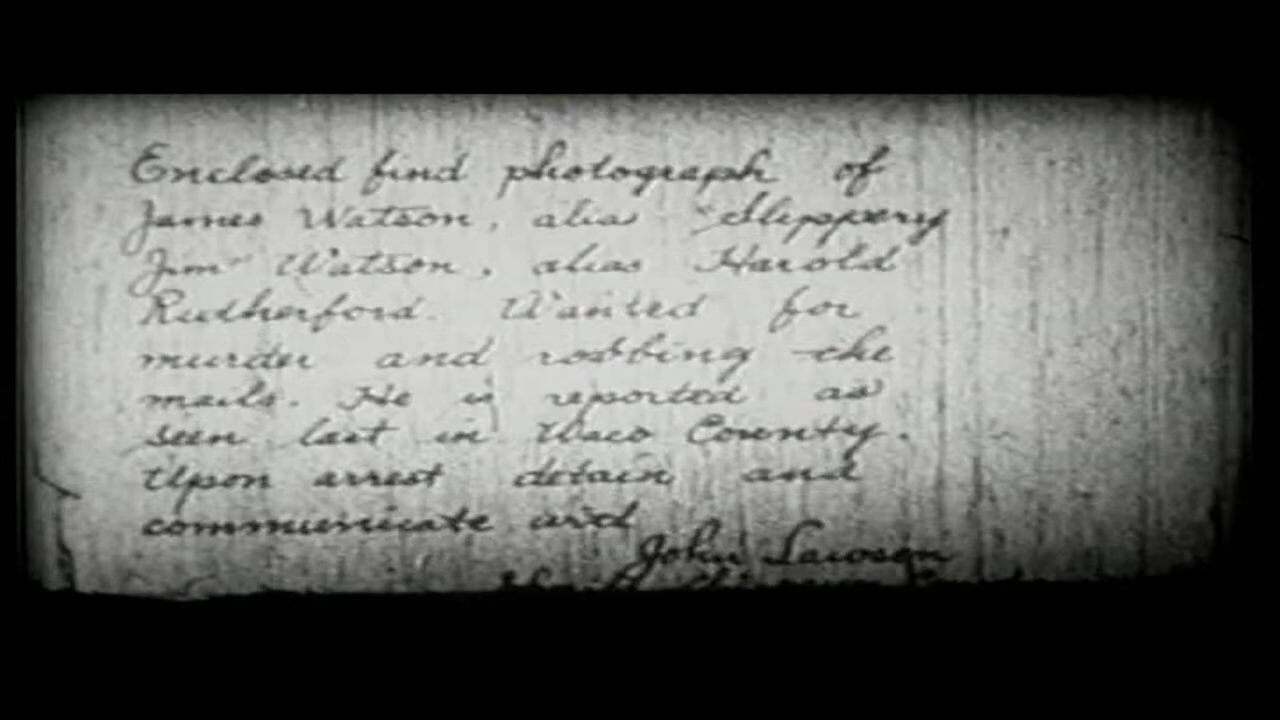 Enclosed find photograph of
James Watson, alias "Slippery
Jim" Watson, alias Harold
Rutherford. Wanted for
murder and robbing the
mails. He is reported as
seen last in Waco County.
Upon arrest detain and
communicate with
John Lawson